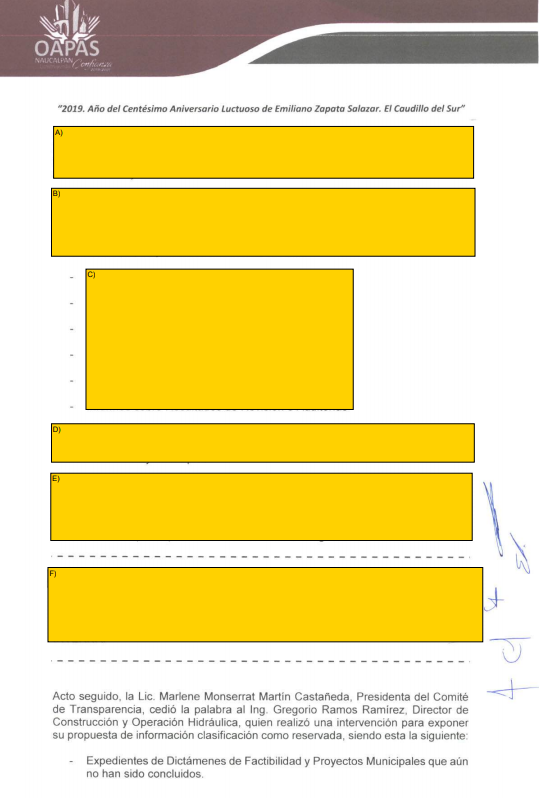 OAPAS
NAUCALPAN
"2019. Año del Centésimo Aniversario Luctuoso de Emiliano Zapata Salazar. El Caudillo del Sur"
A)
B)
-
C)
-
-
-
-
-
D)
E)
F)
Acto seguido, la Lic. Marlene Monserrat Martín Castañeda, Presidenta del Comité
de Transparencia, cedió la palabra al Ing. Gregorio Ramos Ramírez, Director de
Construcción y Operación Hidráulica, quien realizó una intervención para exponer
su propuesta de información clasificación como reservada, siendo esta la siguiente:
- Expedientes de Dictámenes de Factibilidad y Proyectos Municipales que aún
no han sido concluidos.